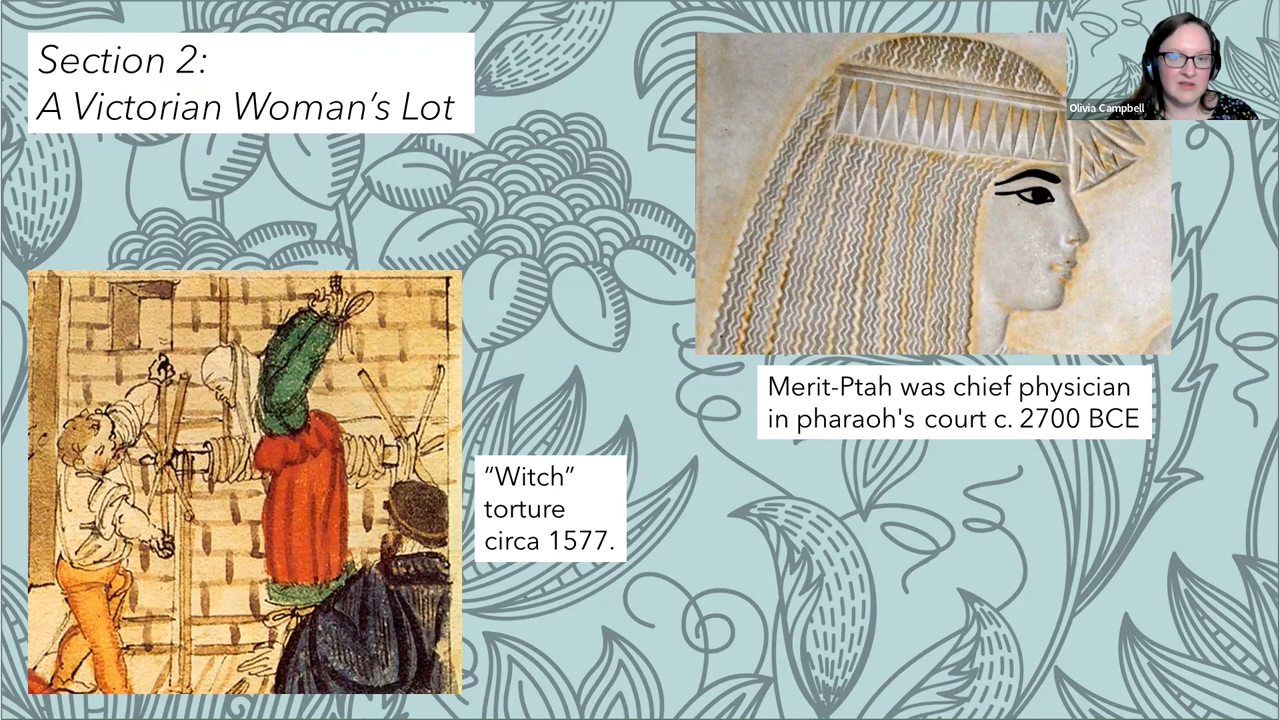 Section 2:
A Victorian Woman's Lot
Olivia Campbell
Merit-Ptah was chief physician
in pharaoh's court c. 2700 BCE
“Witch”
torture
circa 1577.